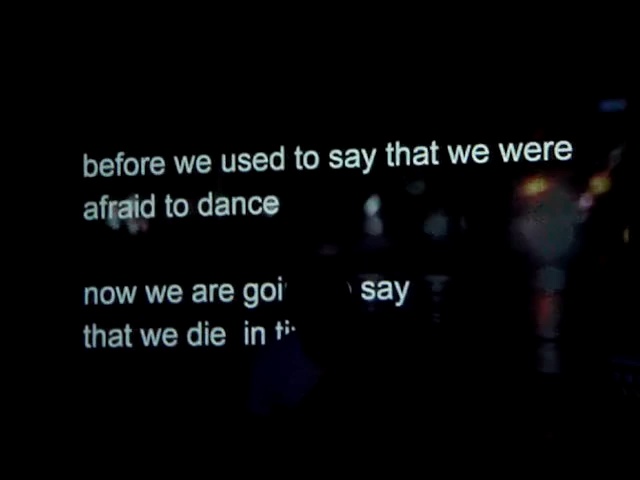 before we used to say that we were
afraid to dance
now we are say
that we die in